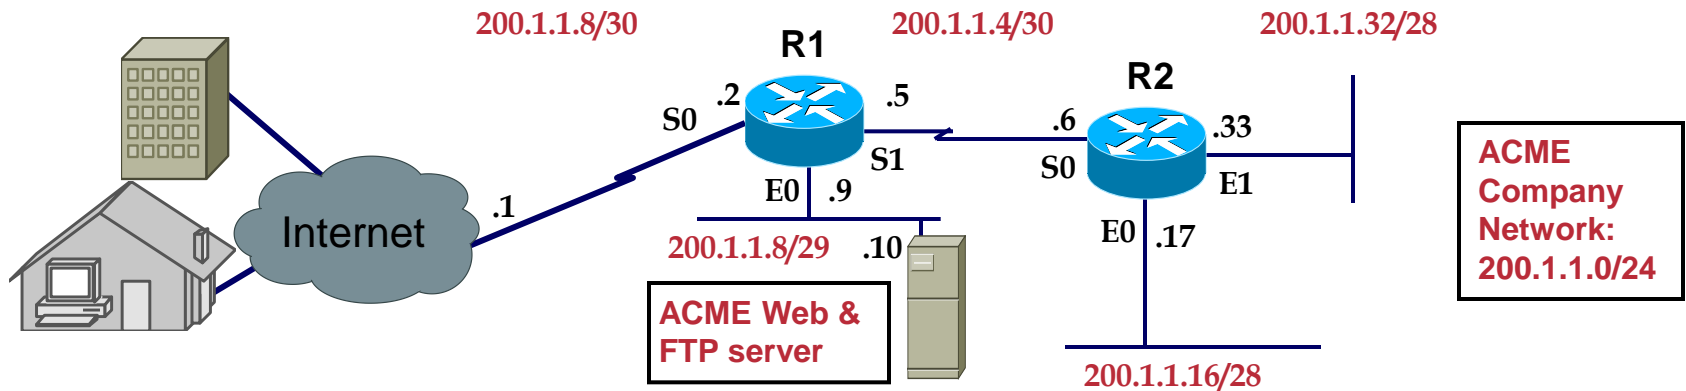 200.1.1.8/30
200.1.1.4/30
200.1.1.32/28
R1
R2
.2
.5
S0
S1
.6
.33
S0
E1
E0
.9
.1
Internet
200.1.1.8/29
.10
E0
.17
ACME
Company
Network:
200.1.1.0/24
ACME Web &
FTP server
200.1.1.16/28